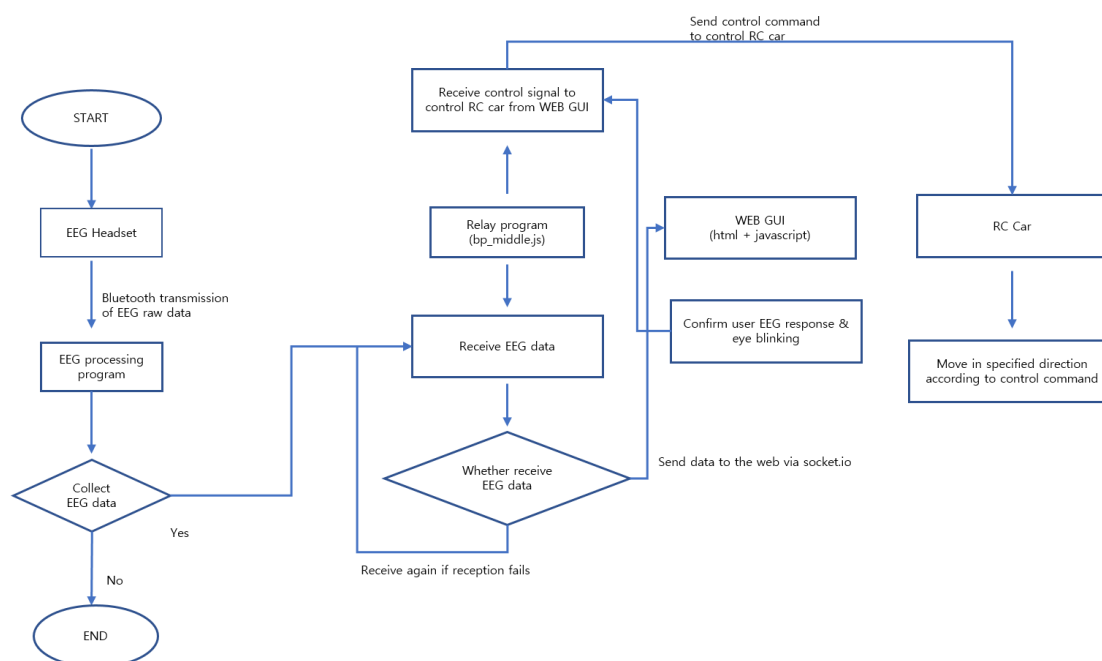 START
EEG Headset
Bluetooth transmission
of EEG raw data
EEG processing
program
Collect
EEG data
Yes
No
END
Send control command
to control RC car
Receive control signal to
control RC car from WEB GUI
Relay program
(bp_middle.js)
Receive EEG data
Whether receive
EEG data
Receive again if reception fails
Send data to the web via socket.io
WEB GUI
(html + javascript)
Confirm user EEG response &
eye blinking
RC Car
Move in specified direction
according to control command